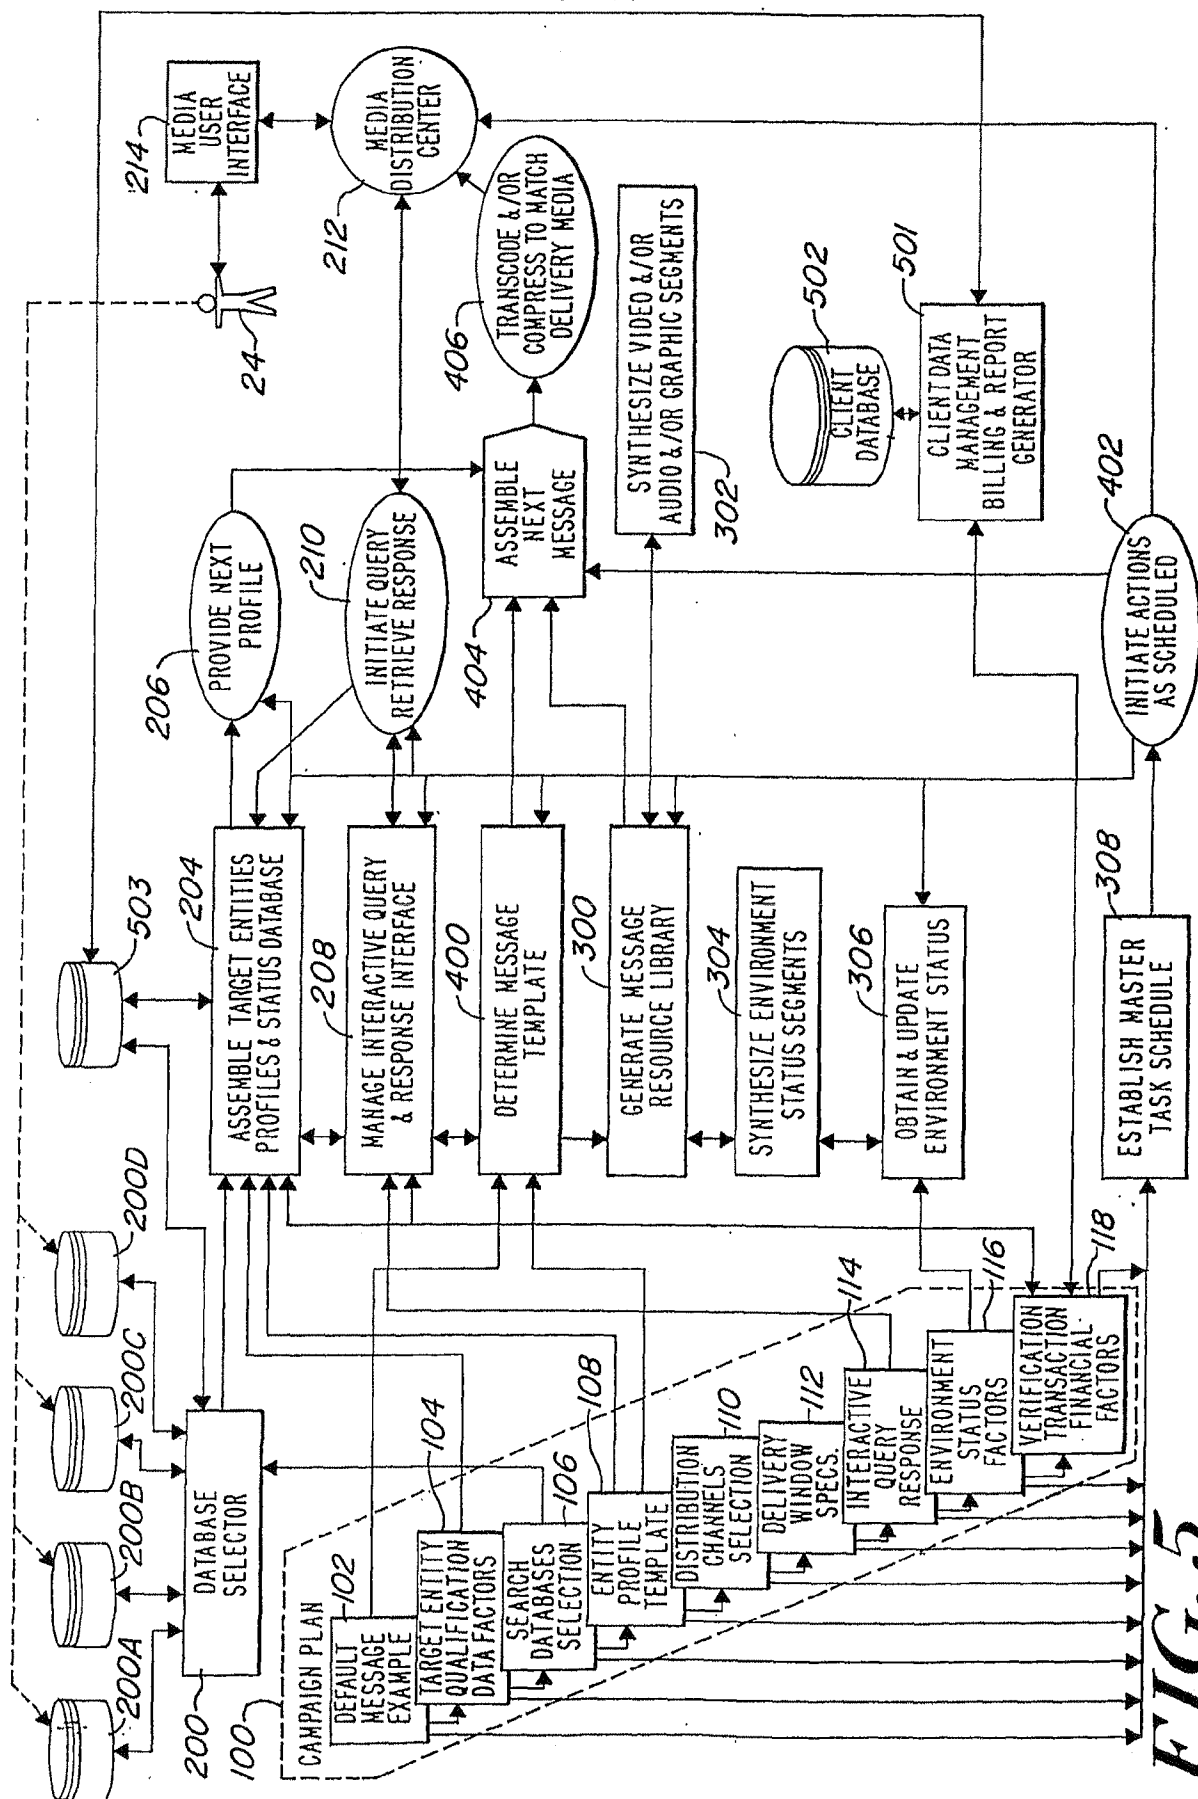 200A
200B
200C
200D
503
24
214
MEDIA
USER
INTERFACE
200
DATABASE
SELECTOR
204
ASSEMBLE TARGET ENTITIES
PROFILES & STATUS DATABASE
206
PROVIDE NEXT
PROFILE
212
MEDIA
DISTRIBUTION
CENTER
100
CAMPAIGN PLAN
102
DEFAULT
MESSAGE
EXAMPLE
104
TARGET ENTITY
QUALIFICATION
DATA FACTORS
106
SEARCH
DATABASES
SELECTION
108
ENTITY
PROFILE
TEMPLATE
110
DISTRIBUTION
CHANNELS
SELECTION
112
DELIVERY
WINDOW
SPECS.
114
INTERACTIVE
QUERY
RESPONSE
116
ENVIRONMENT
STATUS
FACTORS
118
VERIFICATION
TRANSACTION
FINANCIAL
FACTORS
208
MANAGE INTERACTIVE QUERY
& RESPONSE INTERFACE
210
INITIATE QUERY
RETRIEVE RESPONSE
400
DETERMINE MESSAGE
TEMPLATE
404
ASSEMBLE
NEXT
MESSAGE
406
TRANSCODE &/OR
COMPRESS TO MATCH
DELIVERY MEDIA
300
GENERATE MESSAGE
RESOURCE LIBRARY
302
SYNTHESIZE VIDEO &/OR
AUDIO &/OR GRAPHIC SEGMENTS
304
SYNTHESIZE ENVIRONMENT
STATUS SEGMENTS
502
CLIENT
DATABASE
306
OBTAIN & UPDATE
ENVIRONMENT STATUS
501
CLIENT DATA
MANAGEMENT
BILLING & REPORT
GENERATOR
308
ESTABLISH MASTER
TASK SCHEDULE
402
INITIATE ACTIONS
AS SCHEDULED
FIG. 5